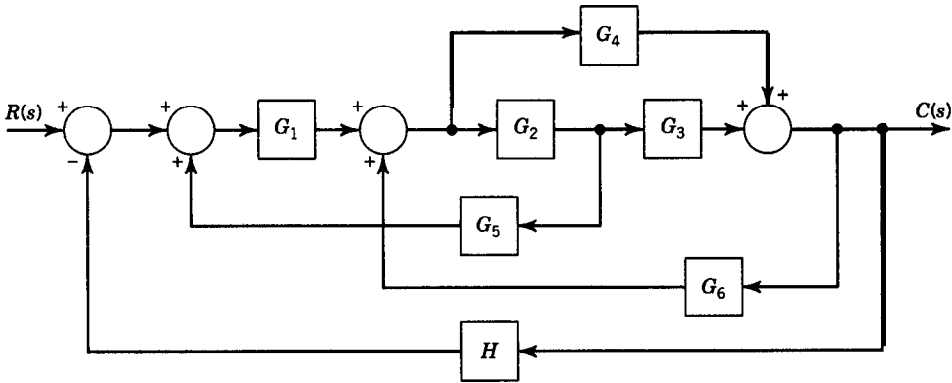 G4
+ +
R(s) + + G1 + G2 G3 + C(s)
− + +
G5
G6
H